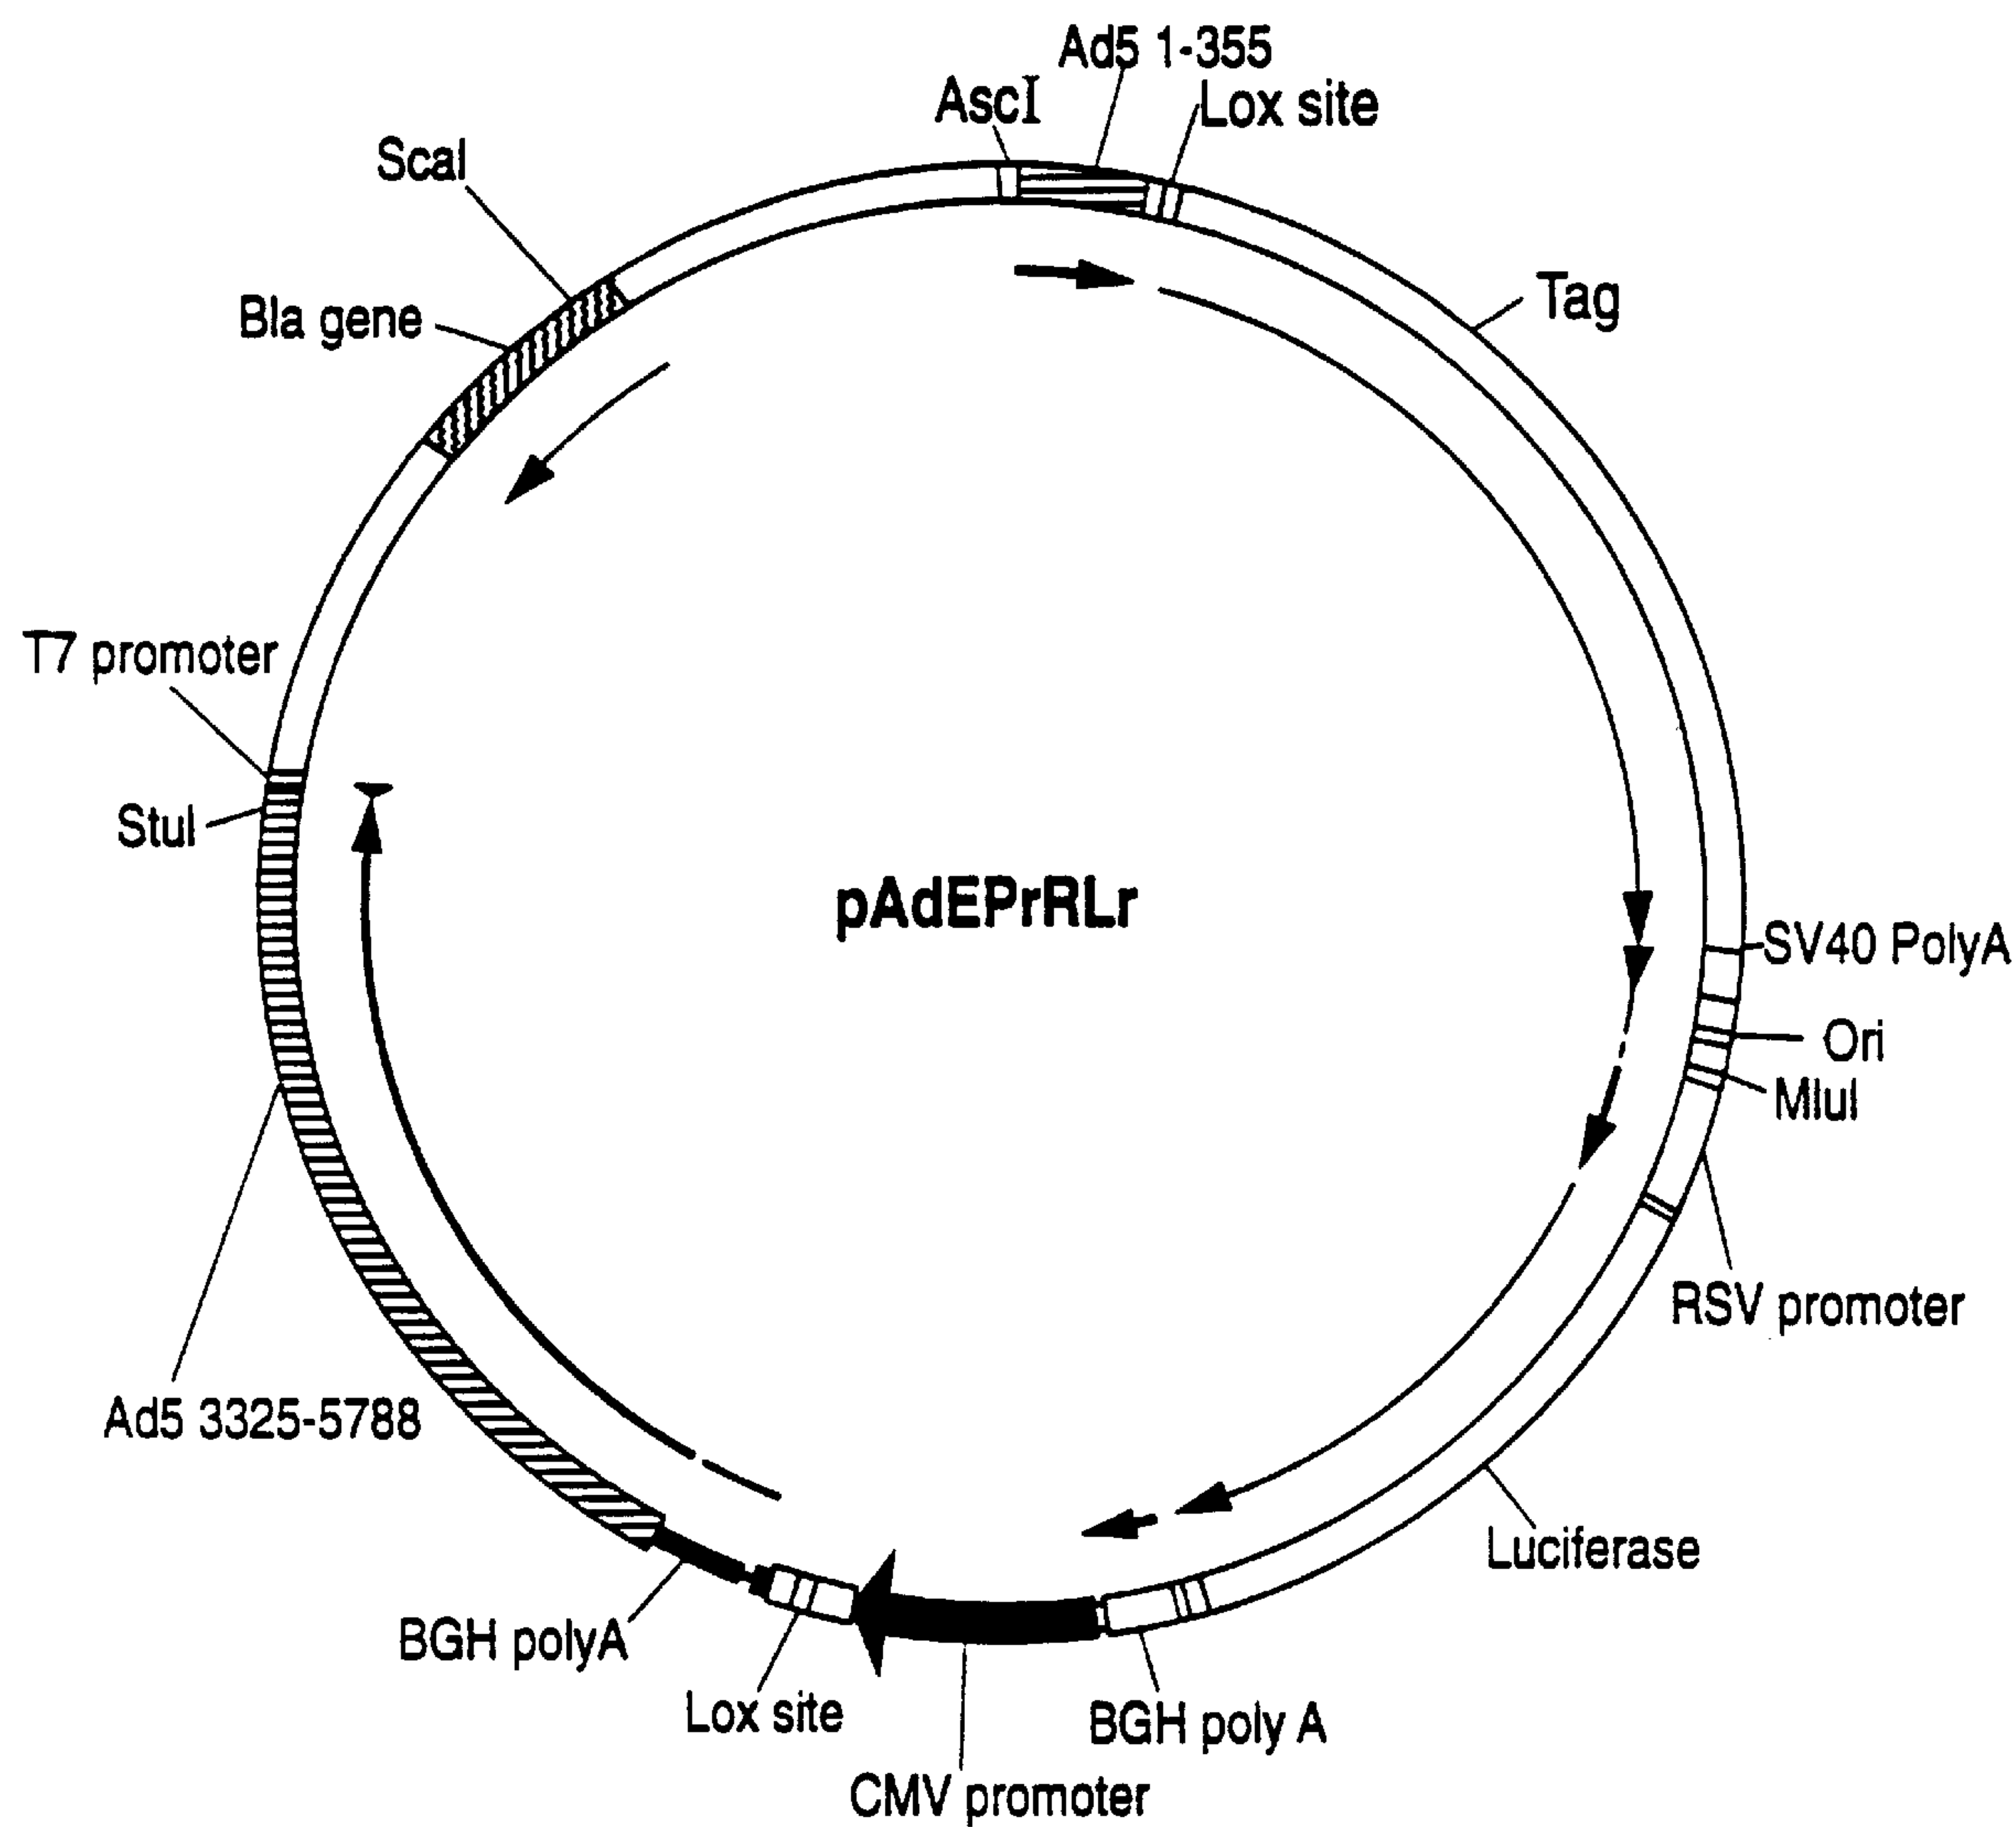 Ad5 1-355
AscI
Lox site
ScaI
Tag
Bla gene
T7 promoter
StuI
pAdEPrRLr
SV40 PolyA
Ori
MluI
RSV promoter
Ad5 3325-5788
Luciferase
BGH polyA
Lox site
BGH poly A
CMV promoter